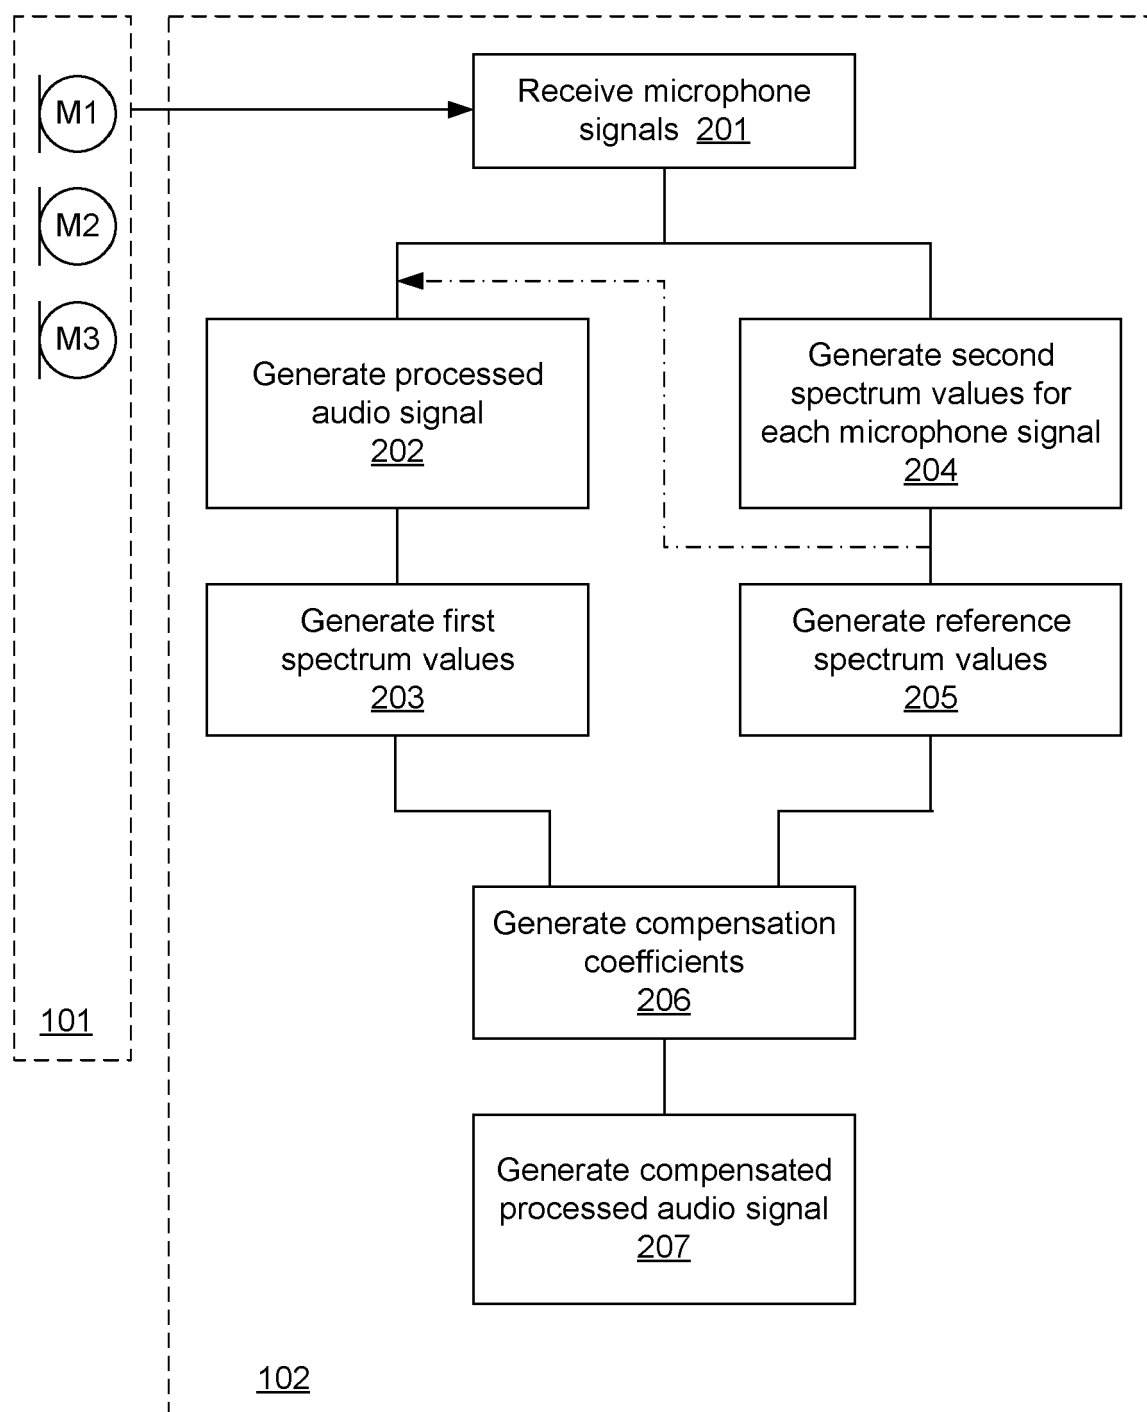 M1
M2
M3
101
Receive microphone
signals 201
Generate processed
audio signal
202
Generate second
spectrum values for
each microphone signal
204
Generate first
spectrum values
203
Generate reference
spectrum values
205
Generate compensation
coefficients
206
Generate compensated
processed audio signal
207
102